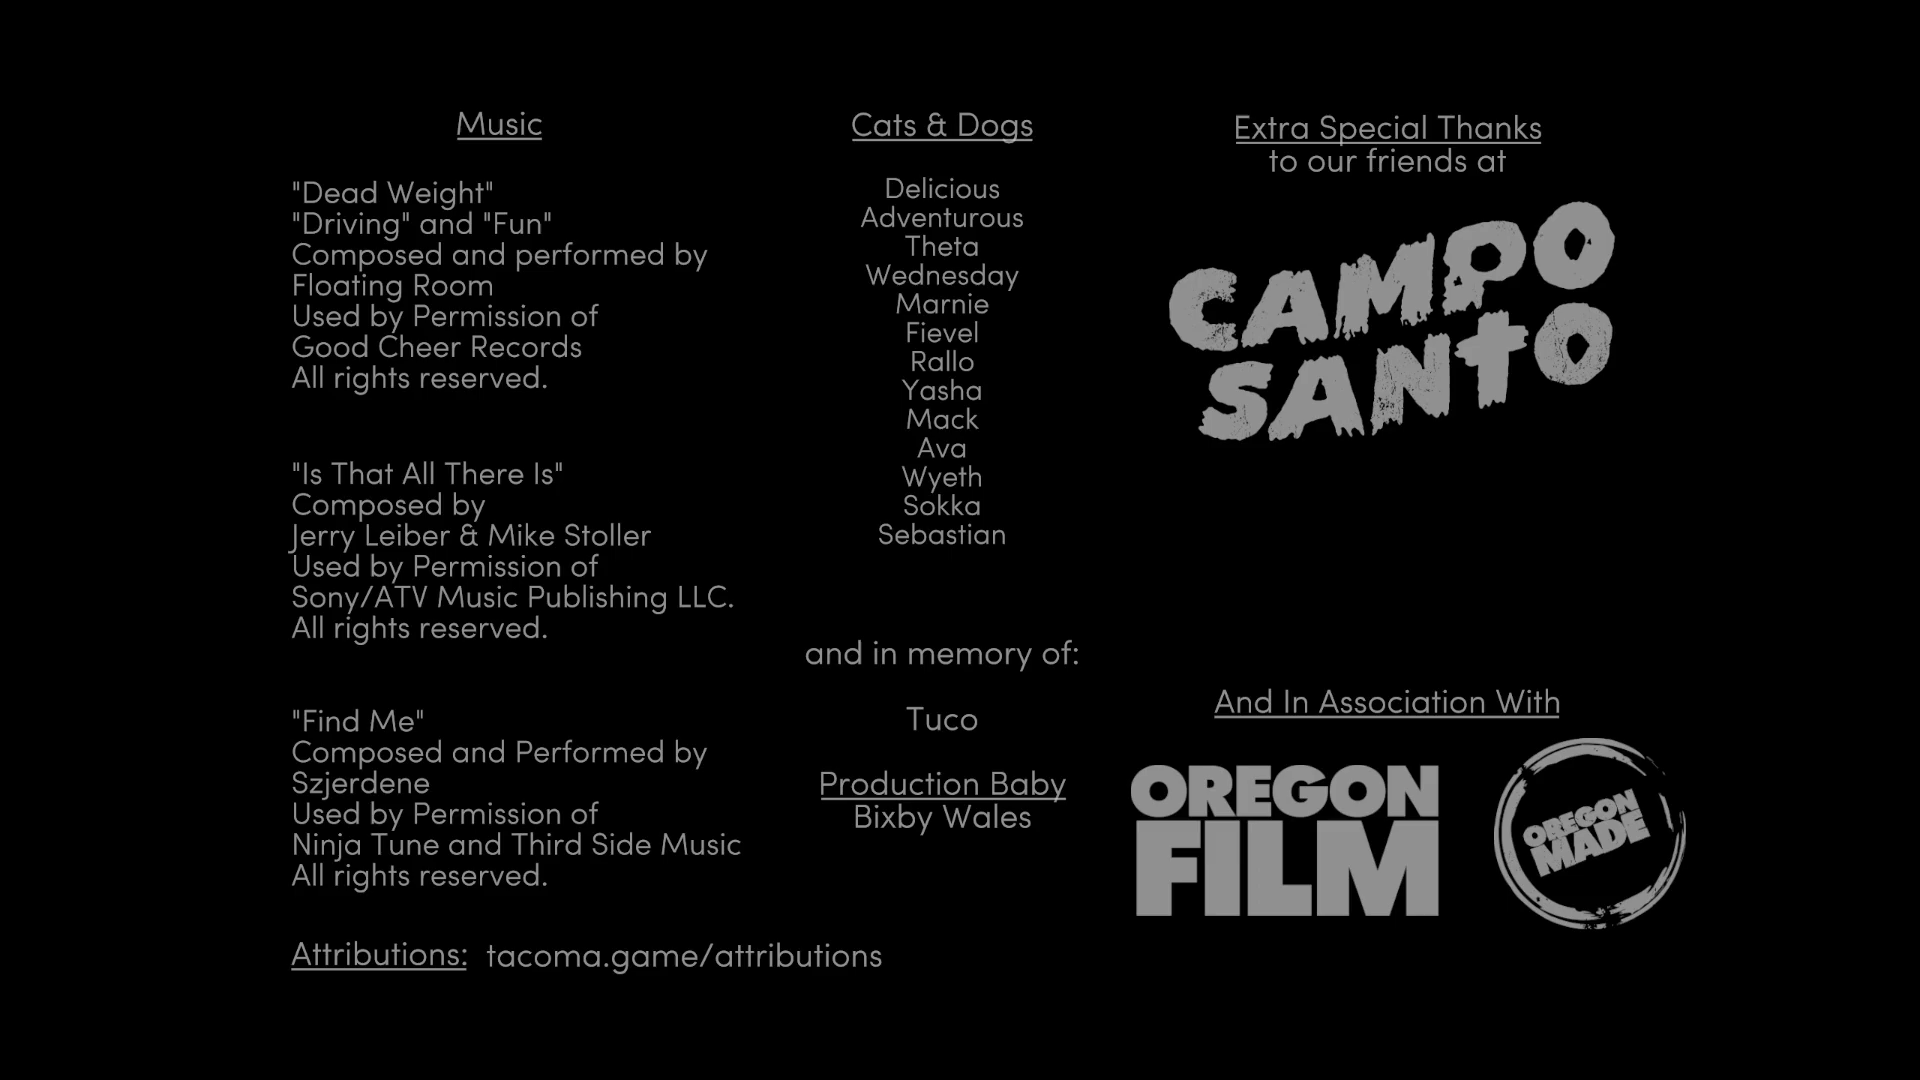 Music
"Dead Weight"
"Driving" and "Fun"
Composed and performed by
Floating Room
Used by Permission of
Good Cheer Records
All rights reserved.
"Is That All There Is"
Composed by
Jerry Leiber & Mike Stoller
Used by Permission of
Sony/ATV Music Publishing LLC.
All rights reserved.
"Find Me"
Composed and Performed by
Szjerdene
Used by Permission of
Ninja Tune and Third Side Music
All rights reserved.
Attributions: tacoma.game/attributions
Cats & Dogs
Delicious
Adventurous
Theta
Wednesday
Marnie
Fievel
Rallo
Yasha
Mack
Ava
Wyeth
Sokka
Sebastian
and in memory of:
Tuco
Production Baby
Bixby Wales
Extra Special Thanks
to our friends at
CAMPO
SANTO
And In Association With
OREGON
FILM
OREGON
MADE